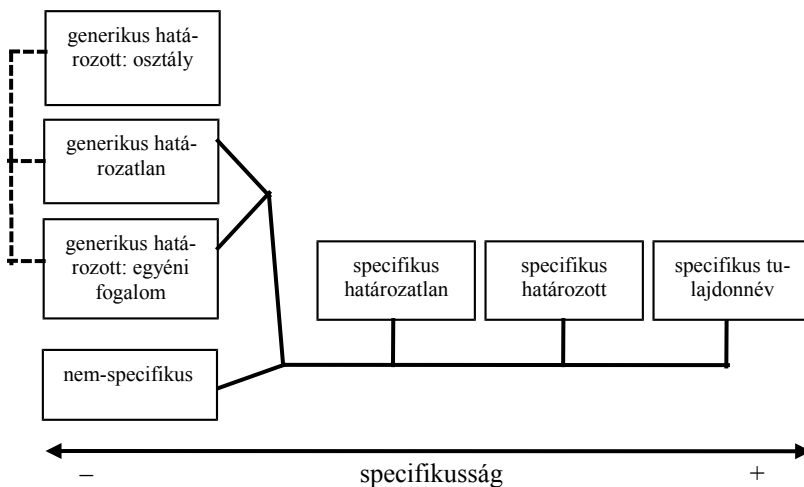 generikus hatá-
rozott: osztály
generikus hatá-
rozatlan
generikus hatá-
rozott: egyéni
fogalom
nem-specifikus
specifikus
határozatlan
specifikus
határozott
specifikus tu-
lajdonnév
– specifikusság +